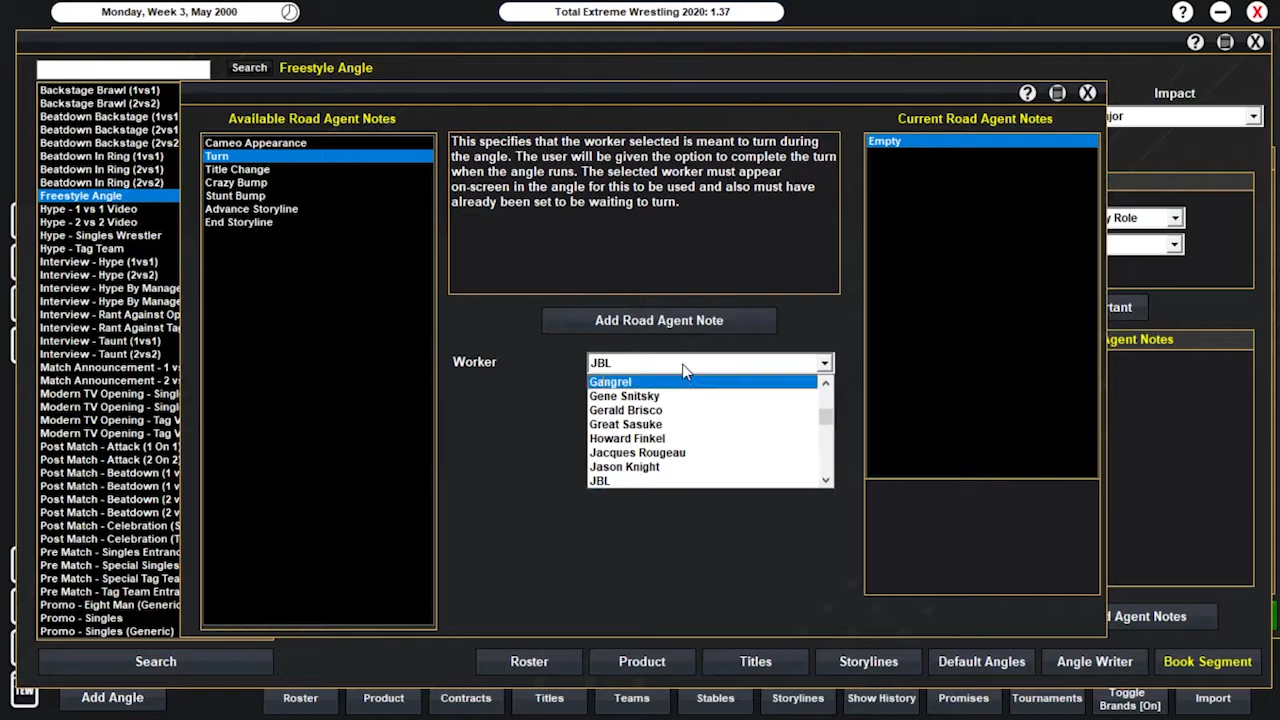 Monday, Week 3, May 2000
Total Extreme Wrestling 2020: 1.37
? – X
? X
Search
Freestyle Angle
Impact
jor
Backstage Brawl (1vs1)
Backstage Brawl (2vs2)
Beatdown Backstage (1vs1
Beatdown Backstage (2vs1
Beatdown Backstage (2vs2
Beatdown In Ring (1vs1)
Beatdown In Ring (2vs1)
Beatdown In Ring (2vs2)
Freestyle Angle
Hype - 1 vs 1 Video
Hype - 2 vs 2 Video
Hype - Singles Wrestler
Hype - Tag Team
Interview - Hype (1vs1)
Interview - Hype (2vs2)
Interview - Hype By Manage
Interview - Hype By Manage
Interview - Rant Against Op
Interview - Rant Against Ta
Interview - Taunt (1vs1)
Interview - Taunt (2vs2)
Match Announcement - 1 v
Match Announcement - 2
Modern TV Opening - Singl
Modern TV Opening - Singl
Modern TV Opening - Tag V
Modern TV Opening - Tag V
Post Match - Attack (1 On 1)
Post Match - Attack (2 On 2)
Post Match - Beatdown (1 v
Post Match - Beatdown (1 v
Post Match - Beatdown (2 v
Post Match - Beatdown (2 v
Post Match - Celebration (S
Post Match - Celebration (T
Pre Match - Singles Entranc
Pre Match - Special Singles
Pre Match - Special Tag Tea
Pre Match - Tag Team Entra
Promo - Eight Man (Generic
Promo - Singles
Promo - Singles (Generic)
? X
Available Road Agent Notes
Cameo Appearance
Turn
Title Change
Crazy Bump
Stunt Bump
Advance Storyline
End Storyline
This specifies that the worker selected is meant to turn during
the angle. The user will be given the option to complete the turn
when the angle runs. The selected worker must appear
on-screen in the angle for this to be used and also must have
already been set to be waiting to turn.
Add Road Agent Note
Worker
JBL
Gangrel
Gene Snitsky
Gerald Brisco
Great Sasuke
Howard Finkel
Jacques Rougeau
Jason Knight
JBL
Current Road Agent Notes
Empty
y Role
rtant
Agent Notes
d Agent Notes
Search
Roster
Product
Titles
Storylines
Default Angles
Angle Writer
Book Segment
TEW
Add Angle
Roster
Product
Contracts
Titles
Teams
Stables
Storylines
Show History
Promises
Tournaments
Toggle
Brands [On]
Import